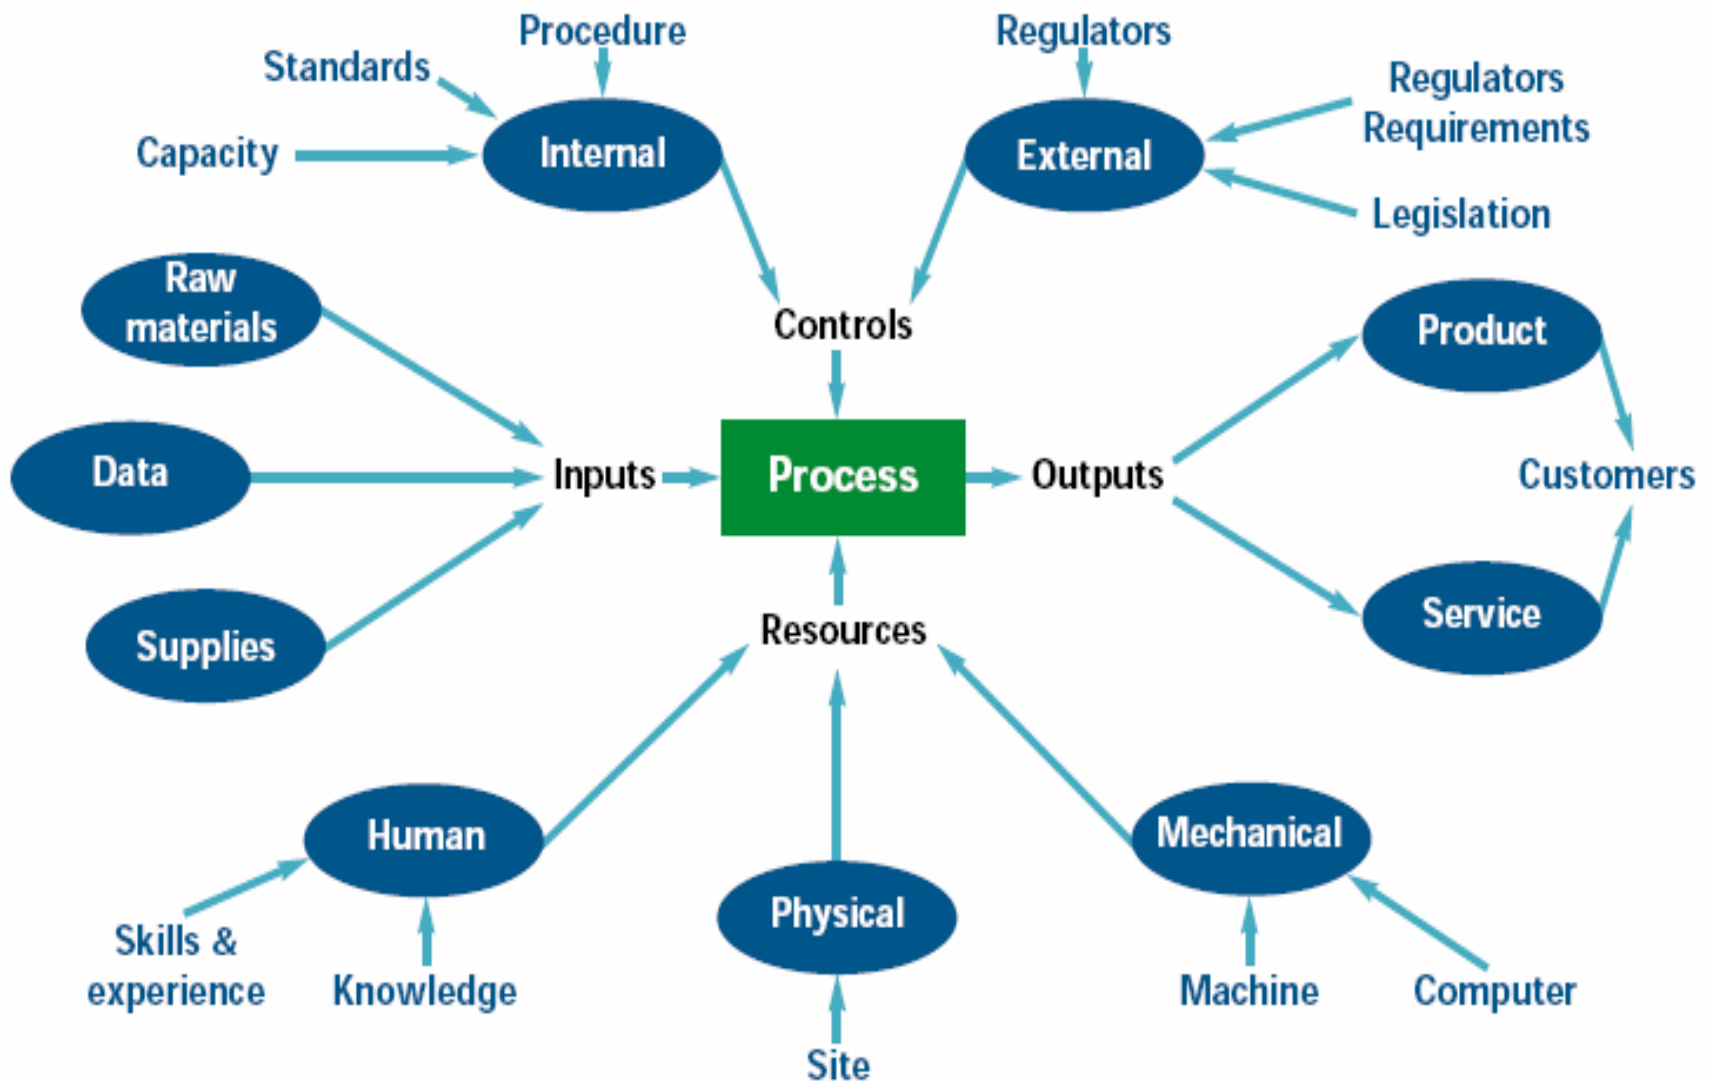 Procedure
Regulators
Standards
Regulators
Requirements
Capacity
Internal
External
Legislation
Raw
materials
Controls
Product
Data
Inputs
Process
Outputs
Customers
Supplies
Resources
Service
Human
Mechanical
Physical
Skills &
experience
Knowledge
Machine
Computer
Site